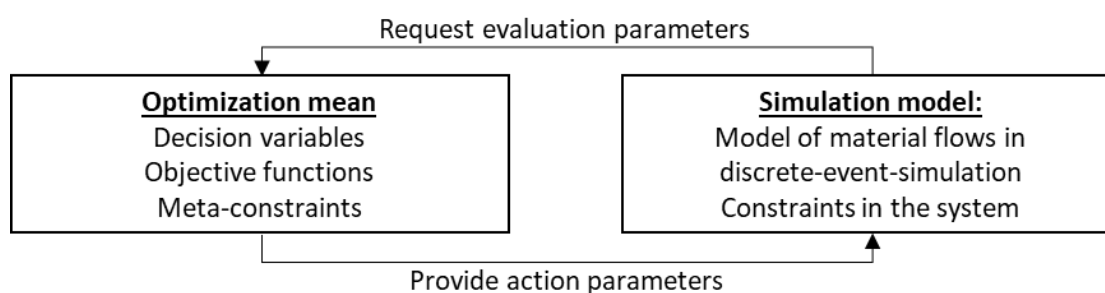 Request evaluation parameters
Optimization mean
Decision variables
Objective functions
Meta-constraints
Simulation model:
Model of material flows in
discrete-event-simulation
Constraints in the system
Provide action parameters